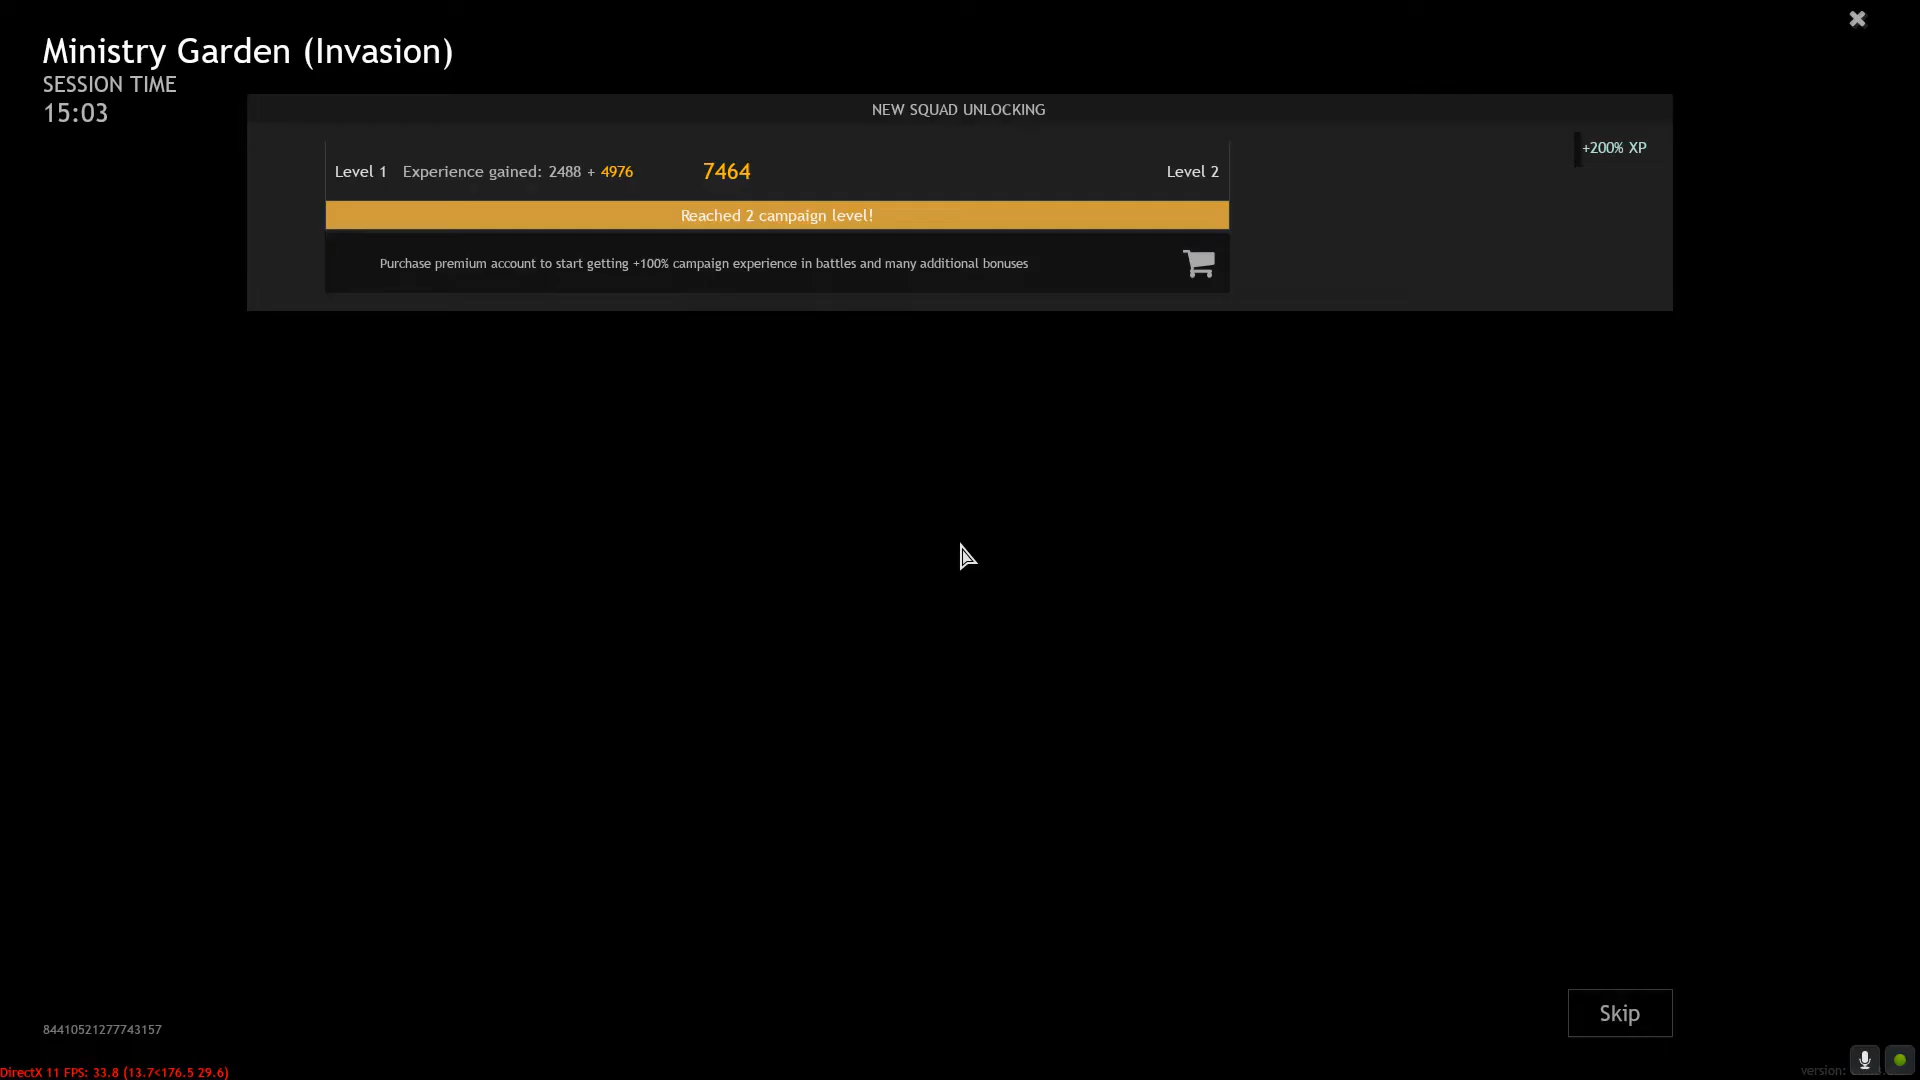 Ministry Garden (Invasion)
SESSION TIME
15:03
NEW SQUAD UNLOCKING
+200% XP
Level 1 Experience gained: 2488 + 4976 7464 Level 2
Reached 2 campaign level!
Purchase premium account to start getting +100% campaign experience in battles and many additional bonuses
Skip
84410521277743157
DirectX 11 FPS: 33.8 (13.7<176.5 29.6)
version: